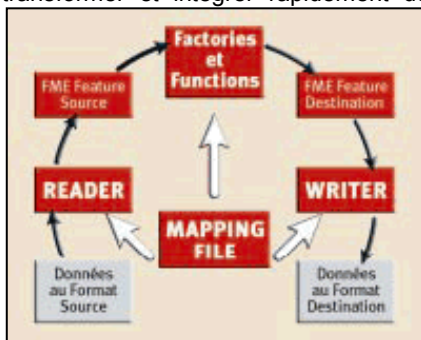 transformer et intégrer rapidement
Factories
et
Functions
FME Feature
Source
FME Feature
Destination
READER
WRITER
MAPPING
FILE
Données
au Format
Source
Données
au Format
Destination